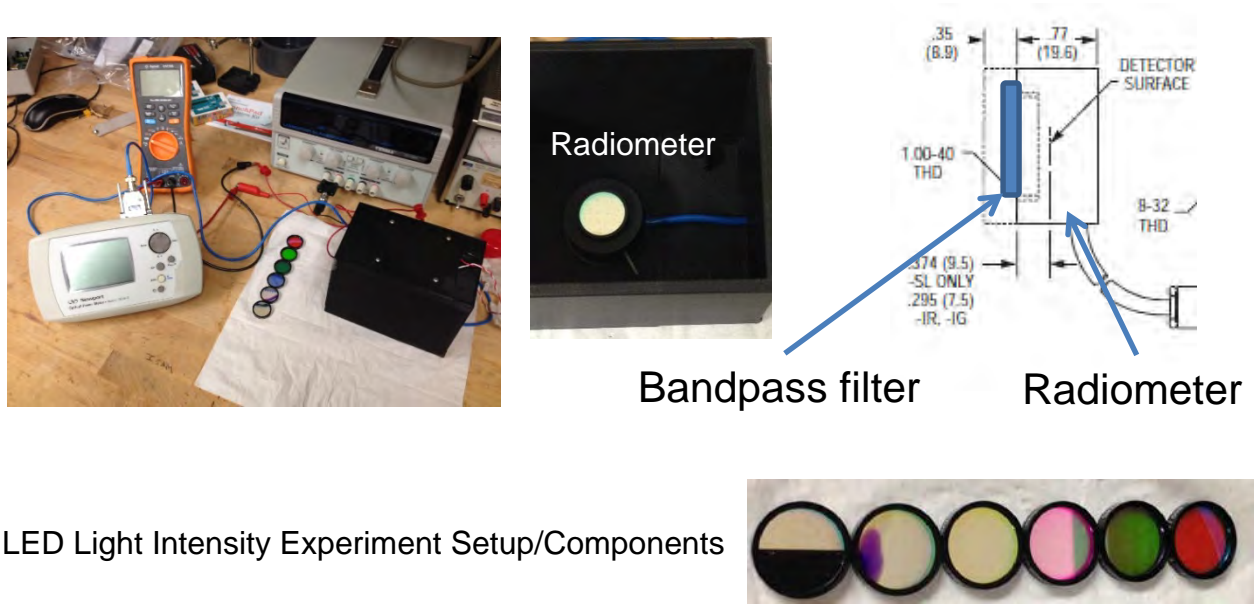 Radiometer
.35
(8.9)
.77
(19.6)
DETECTOR
SURFACE
1.00-40
THD
8-32
THD
.374 (9.5)
-SL ONLY
.295 (7.5)
-IR, -IG
Bandpass filter
Radiometer
LED Light Intensity Experiment Setup/Components
Newport